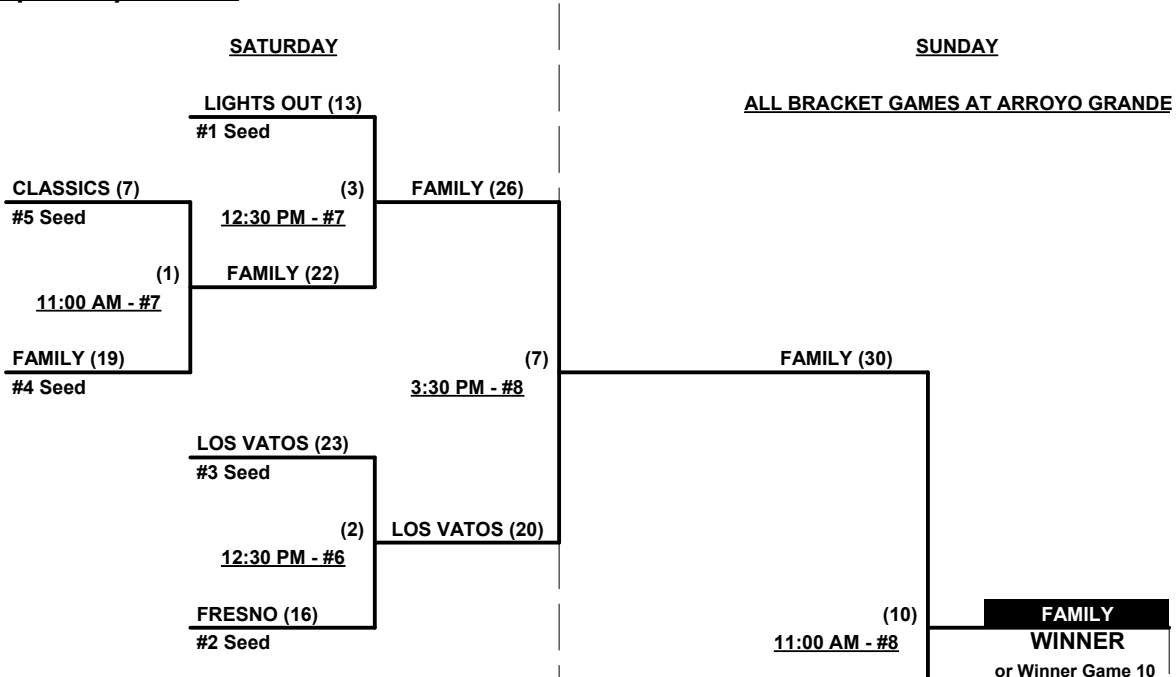 SATURDAY
SUNDAY
LIGHTS OUT (13)
ALL BRACKET GAMES AT ARROYO GRANDE
#1 Seed
CLASSICS (7)
(3)
FAMILY (26)
#5 Seed
12:30 PM - #7
(1)
FAMILY (22)
11:00 AM - #7
FAMILY (19)
(7)
FAMILY (30)
#4 Seed
3:30 PM - #8
LOS VATOS (23)
#3 Seed
(2)
LOS VATOS (20)
12:30 PM - #6
FRESNO (16)
(10)
FAMILY
#2 Seed
11:00 AM - #8
WINNER
or Winner Game 10